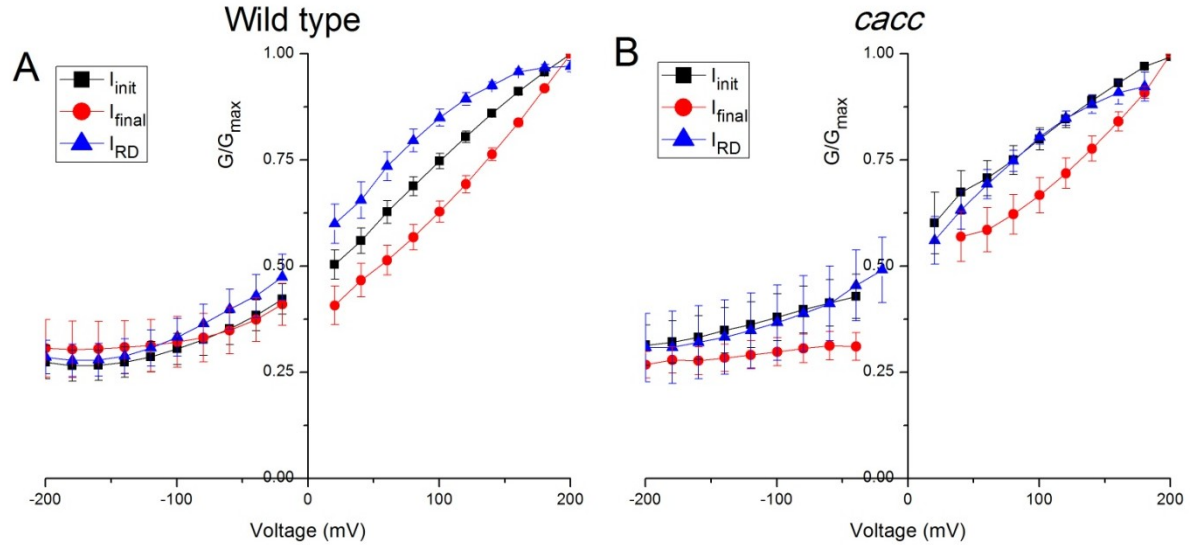 Wild type
cacc
A
I_init
I_final
I_RD
G/G_max
1.00
0.75
0.50
0.25
0.00
-200
-100
0
100
200
Voltage (mV)
B
I_init
I_final
I_RD
G/G_max
1.00
0.75
0.50
0.25
0.00
-200
-100
0
100
200
Voltage (mV)